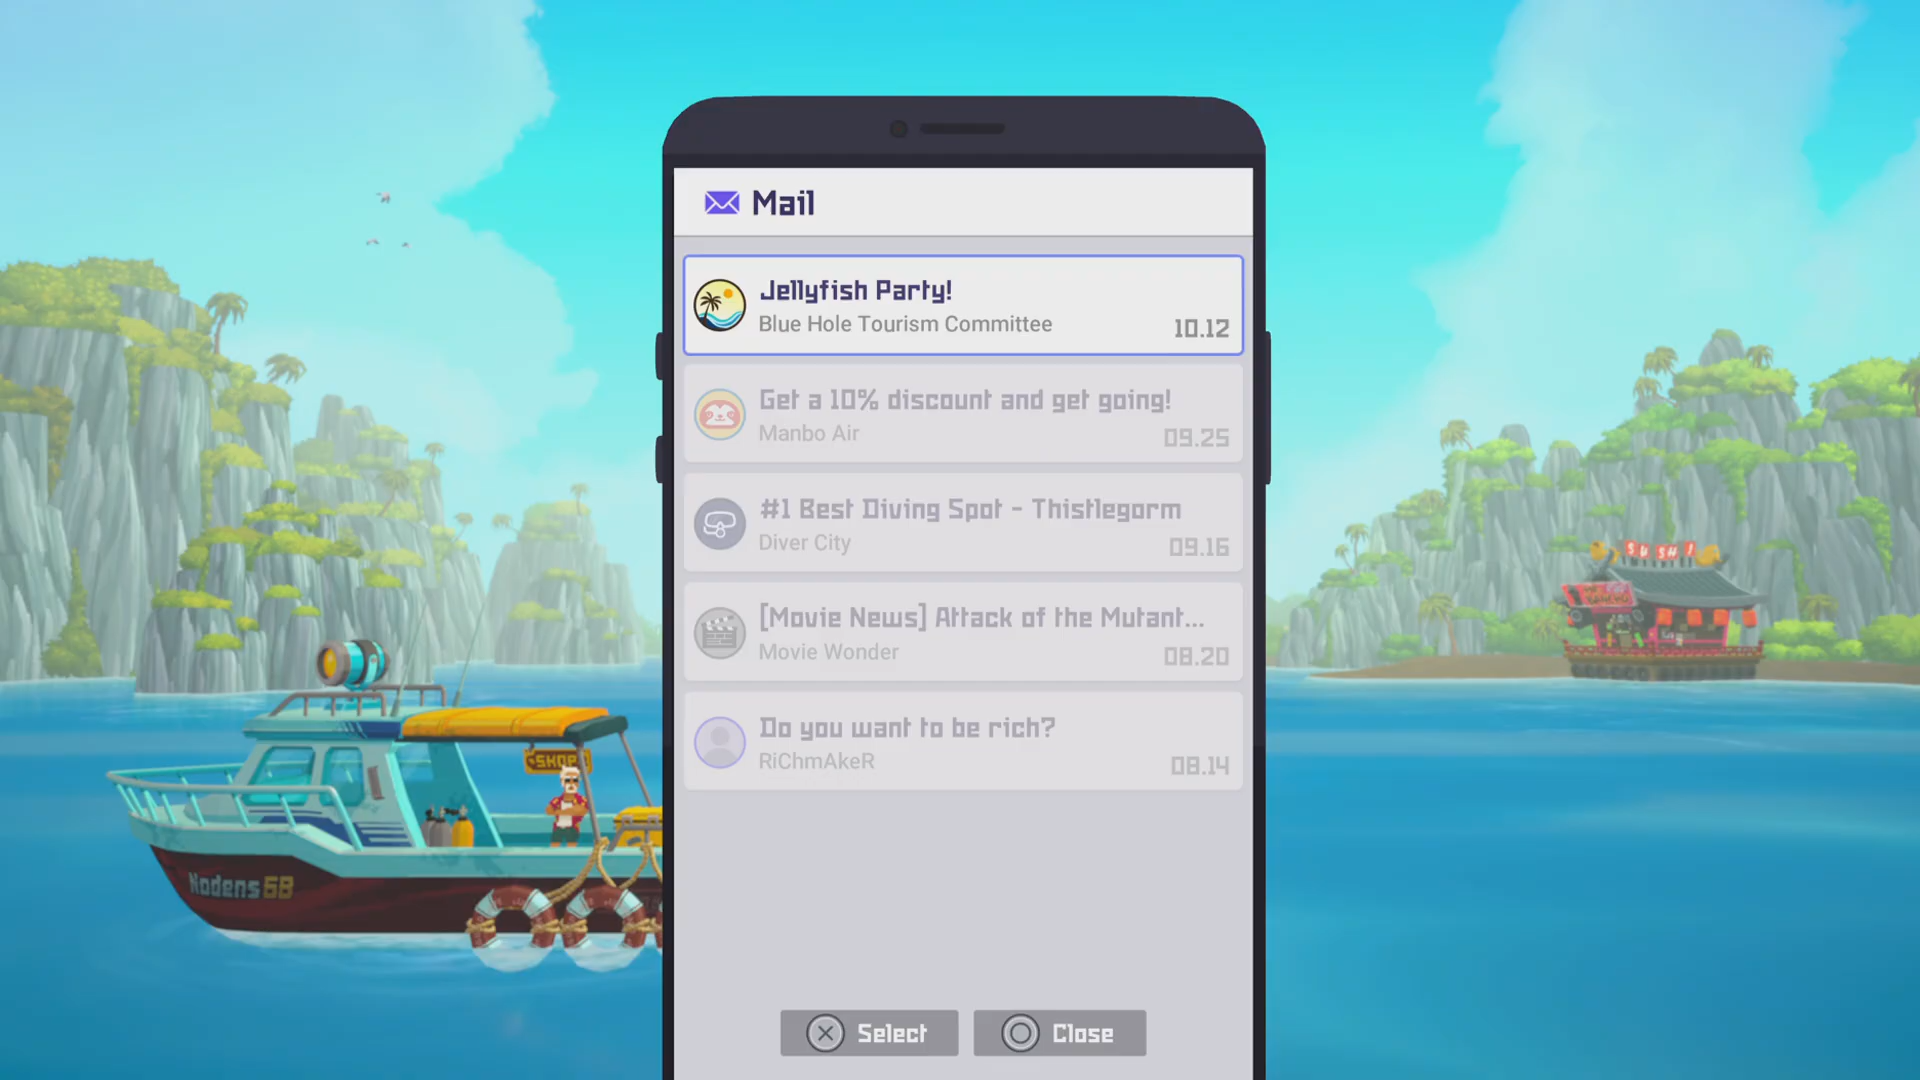 Mail
Jellyfish Party!
Blue Hole Tourism Committee
10.12
Get a 10% discount and get going!
Manbo Air
09.25
#1 Best Diving Spot - Thistlegorm
Diver City
09.16
[Movie News] Attack of the Mutant...
Movie Wonder
08.20
Do you want to be rich?
RiChmAkeR
08.14
Select
Close
SUSHI
SHOP
Nodens68